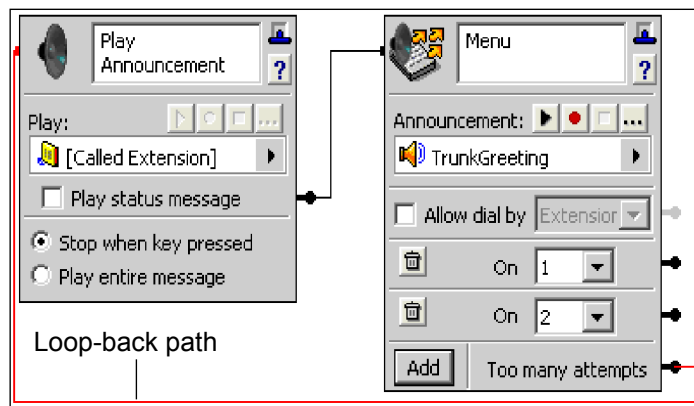 Play
Announcement
?
Play:
...
[Called Extension]
Play status message
Stop when key pressed
Play entire message
Loop-back path
Menu
?
Announcement:
...
TrunkGreeting
Allow dial by Extension
On 1
On 2
Add Too many attempts